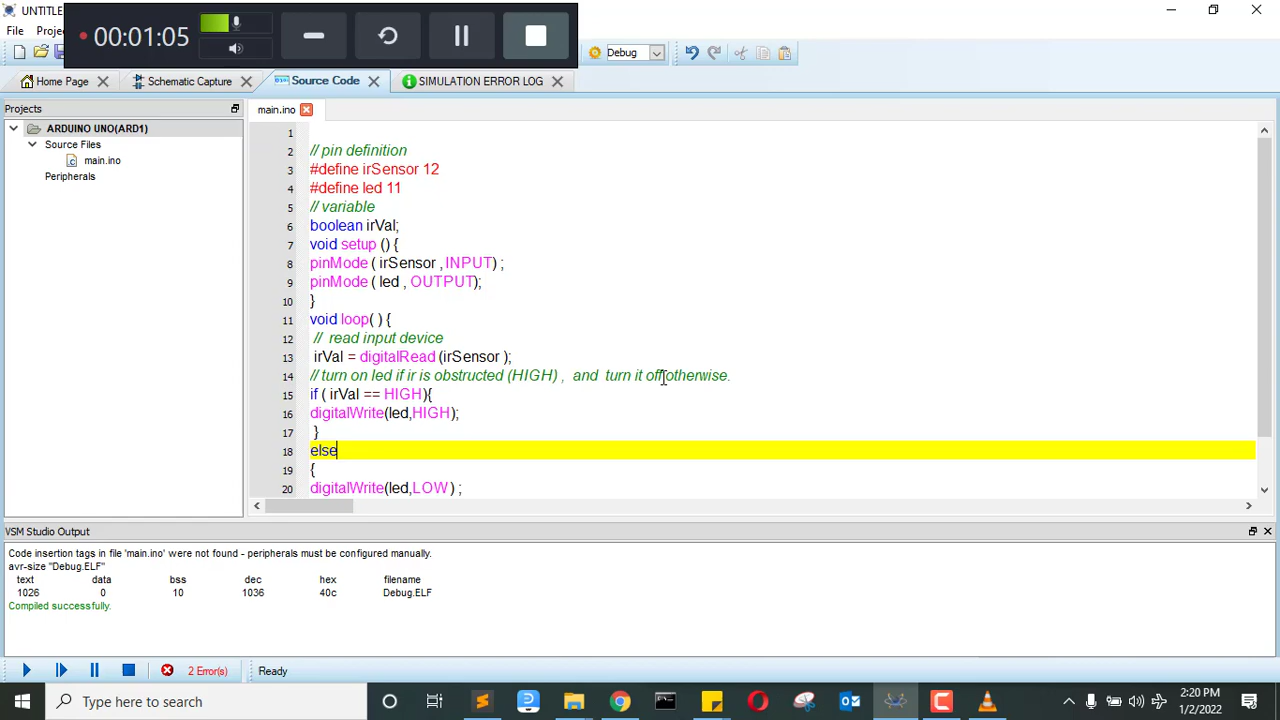 UNTITLE
00:01:05
File Proje
Debug
Home Page Schematic Capture Source Code SIMULATION ERROR LOG
Projects
ARDUINO UNO(ARD1)
Source Files
main.ino
Peripherals
main.ino
1
2 // pin definition
3 #define irSensor 12
4 #define led 11
5 // variable
6 boolean irVal;
7 void setup () {
8 pinMode ( irSensor ,INPUT) ;
9 pinMode ( led , OUTPUT);
10 }
11 void loop( ) {
12 // read input device
13 irVal = digitalRead (irSensor );
14 // turn on led if ir is obstructed (HIGH) , and turn it off otherwise.
15 if ( irVal == HIGH){
16 digitalWrite(led,HIGH);
17 }
18 else
19 {
20 digitalWrite(led,LOW ) ;
VSM Studio Output
Code insertion tags in file 'main.ino' were not found - peripherals must be configured manually.
avr-size "Debug.ELF"
text data bss dec hex filename
1026 0 10 1036 40c Debug.ELF
Compiled successfully.
2 Error(s) Ready
Type here to search
2:20 PM
1/2/2022